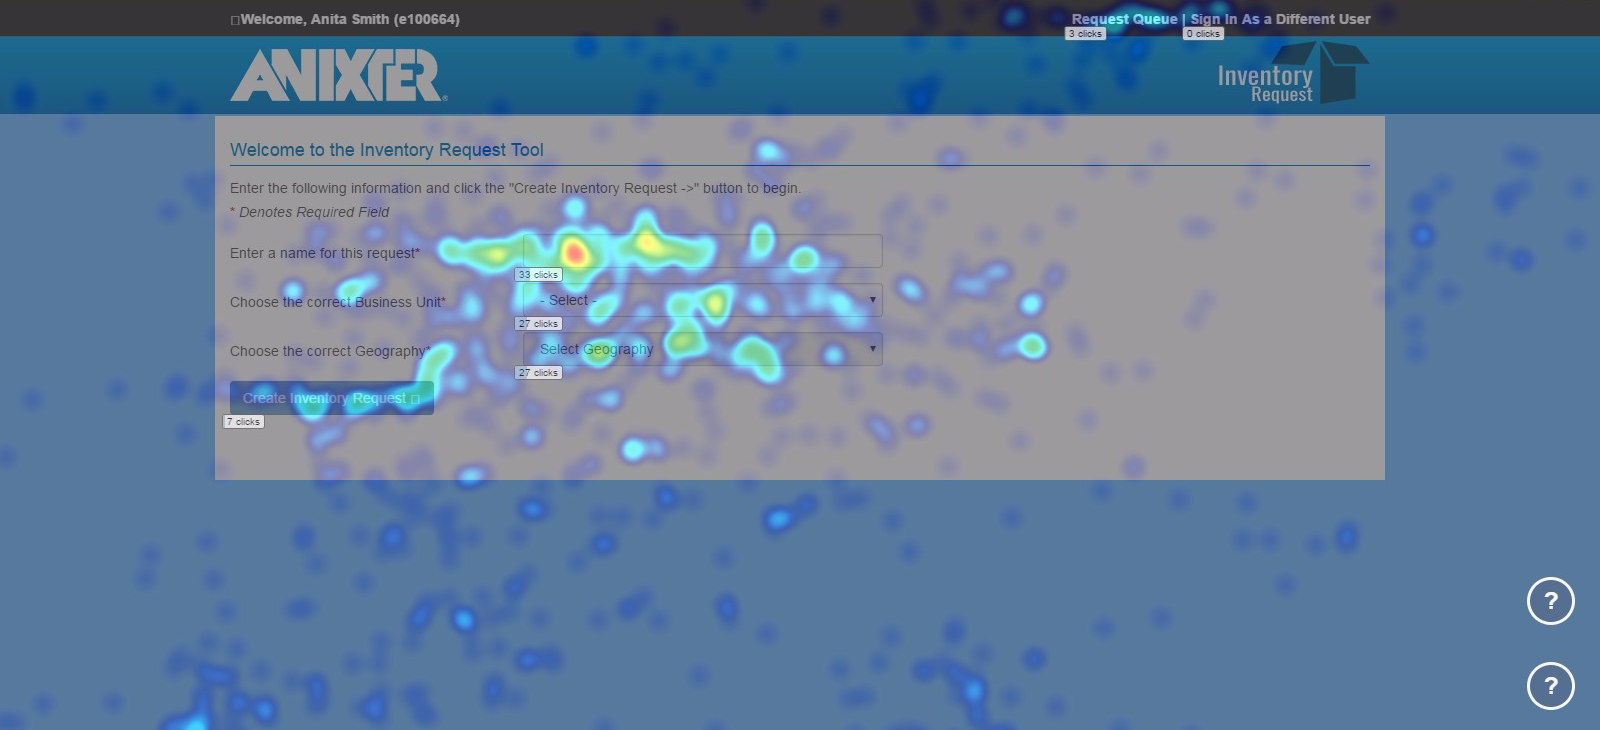 Welcome, Anita Smith (e100664)
Request Queue | Sign In As a Different User
3 clicks
0 clicks
ANIXTER®
Inventory
Request
Welcome to the Inventory Request Tool
Enter the following information and click the "Create Inventory Request ->" button to begin.
* Denotes Required Field
Enter a name for this request*
33 clicks
Choose the correct Business Unit*
- Select -
27 clicks
Choose the correct Geography*
Select Geography
27 clicks
Create Inventory Request
7 clicks
?
?